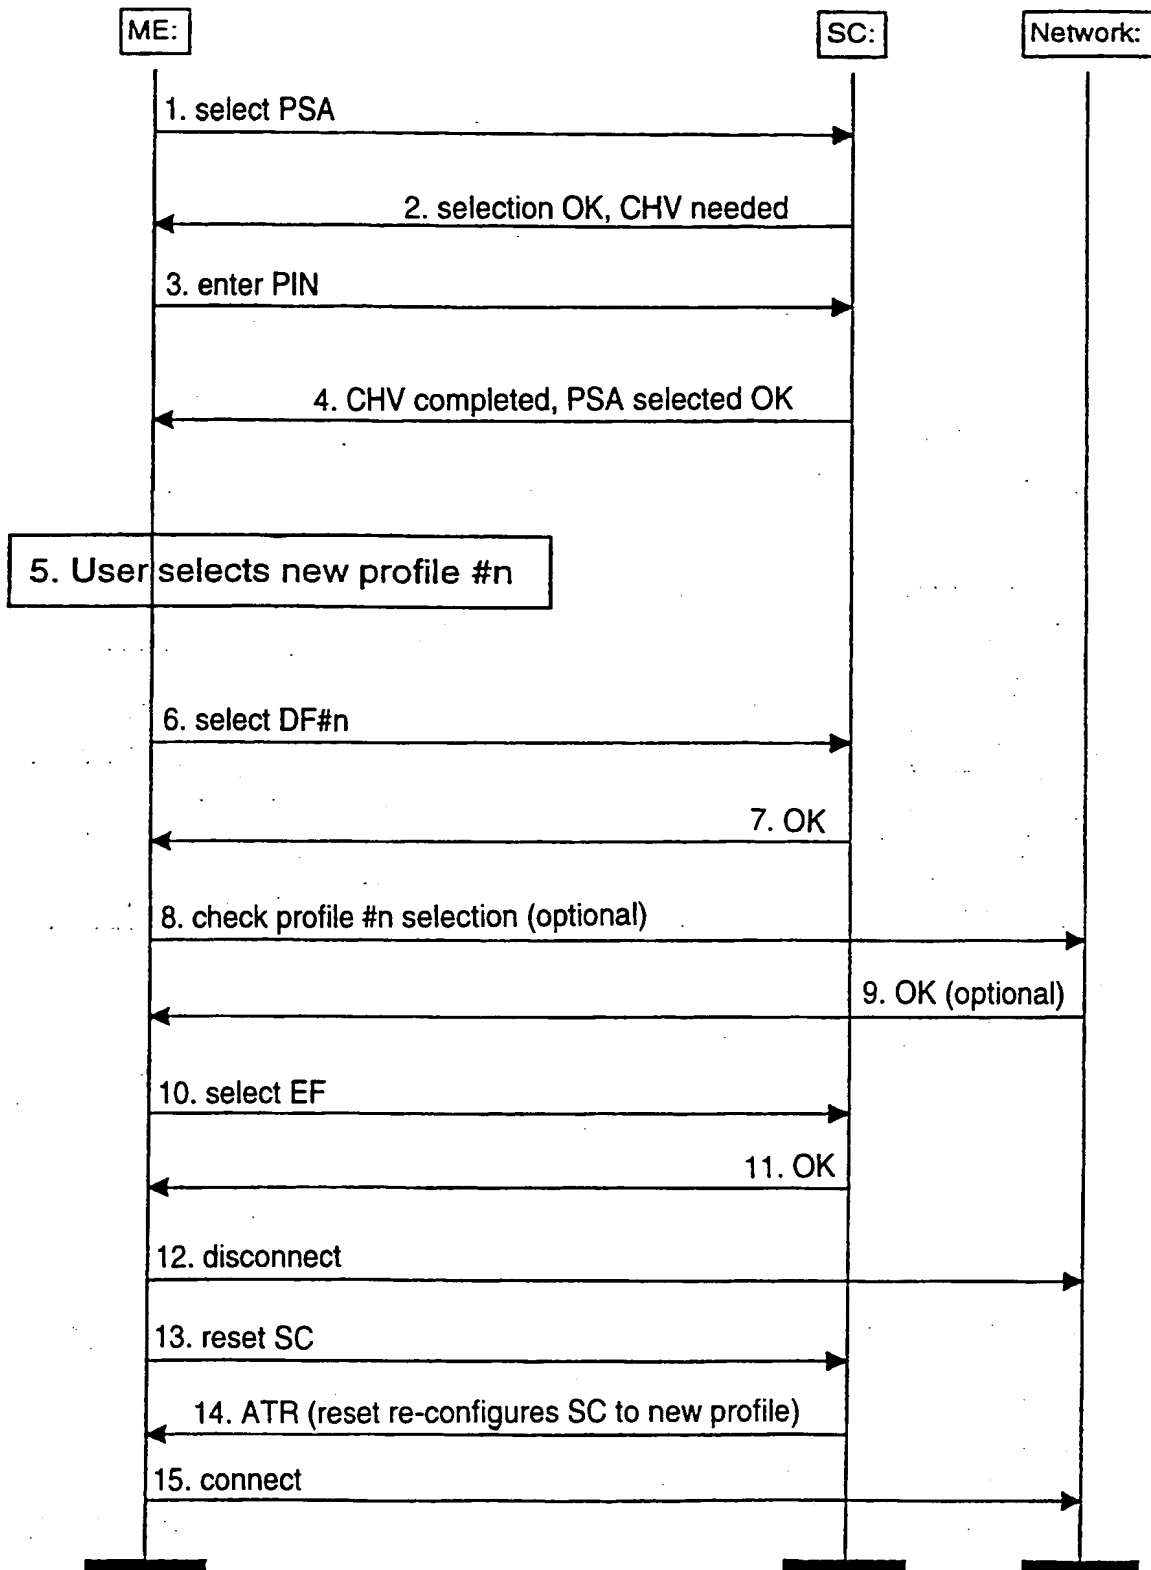 ME:
SC:
Network:
1. select PSA
2. selection OK, CHV needed
3. enter PIN
4. CHV completed, PSA selected OK
5. User selects new profile #n
6. select DF#n
7. OK
8. check profile #n selection (optional)
9. OK (optional)
10. select EF
11. OK
12. disconnect
13. reset SC
14. ATR (reset re-configures SC to new profile)
15. connect